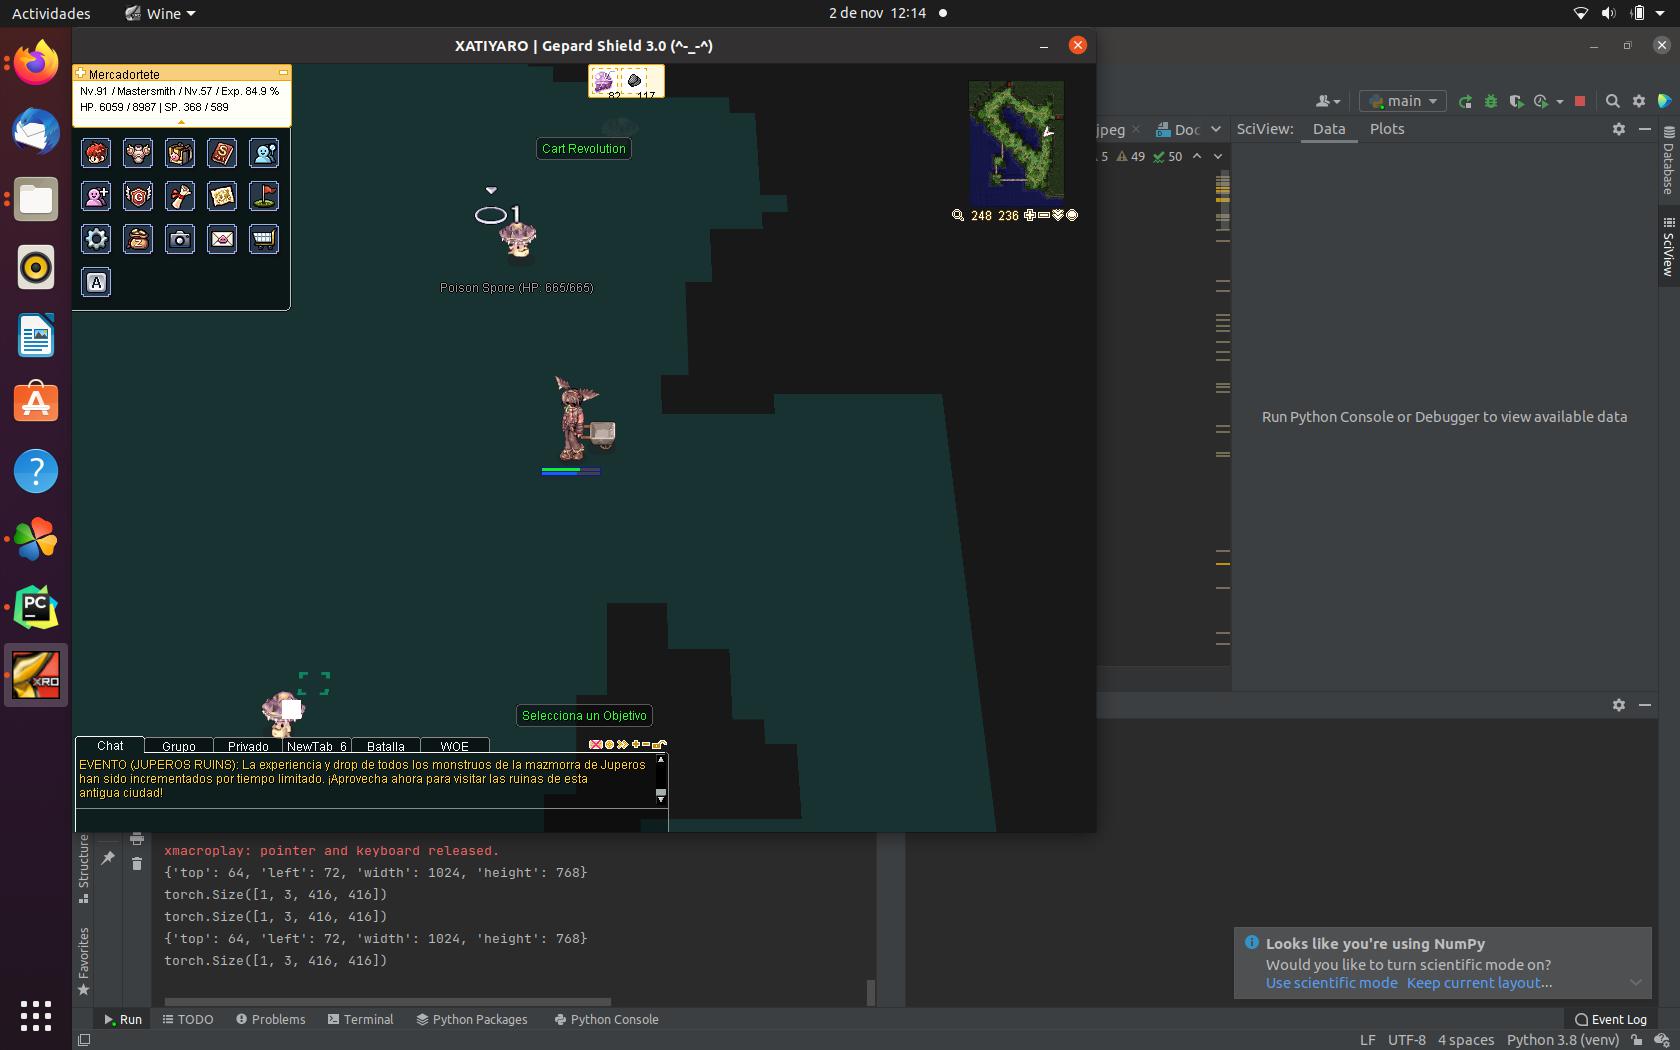 Actividades
Wine
2 de nov 12:14
XATIYARO | Gepard Shield 3.0 (^-_-^)
Mercadortete
Nv.91 / Mastersmith / Nv.57 / Exp. 84.9 %
HP. 6059 / 8987 | SP. 368 / 589
82 117
Cart Revolution
1
Poison Spore (HP: 665/665)
248 236
A
Selecciona un Objetivo
Chat Grupo Privado NewTab_6 Batalla WOE
EVENTO (JUPEROS RUINS): La experiencia y drop de todos los monstruos de la mazmorra de Juperos
han sido incrementados por tiempo limitado. ¡Aprovecha ahora para visitar las ruinas de esta
antigua ciudad!
PC
XRO
main
jpeg
Doc
SciView: Data Plots
5 49 50
Database
SciView
Run Python Console or Debugger to view available data
Structure
Favorites
xmacroplay: pointer and keyboard released.
{'top': 64, 'left': 72, 'width': 1024, 'height': 768}
torch.Size([1, 3, 416, 416])
torch.Size([1, 3, 416, 416])
{'top': 64, 'left': 72, 'width': 1024, 'height': 768}
torch.Size([1, 3, 416, 416])
Looks like you're using NumPy
Would you like to turn scientific mode on?
Use scientific mode Keep current layout...
Run TODO Problems Terminal Python Packages Python Console
Event Log
LF UTF-8 4 spaces Python 3.8 (venv)